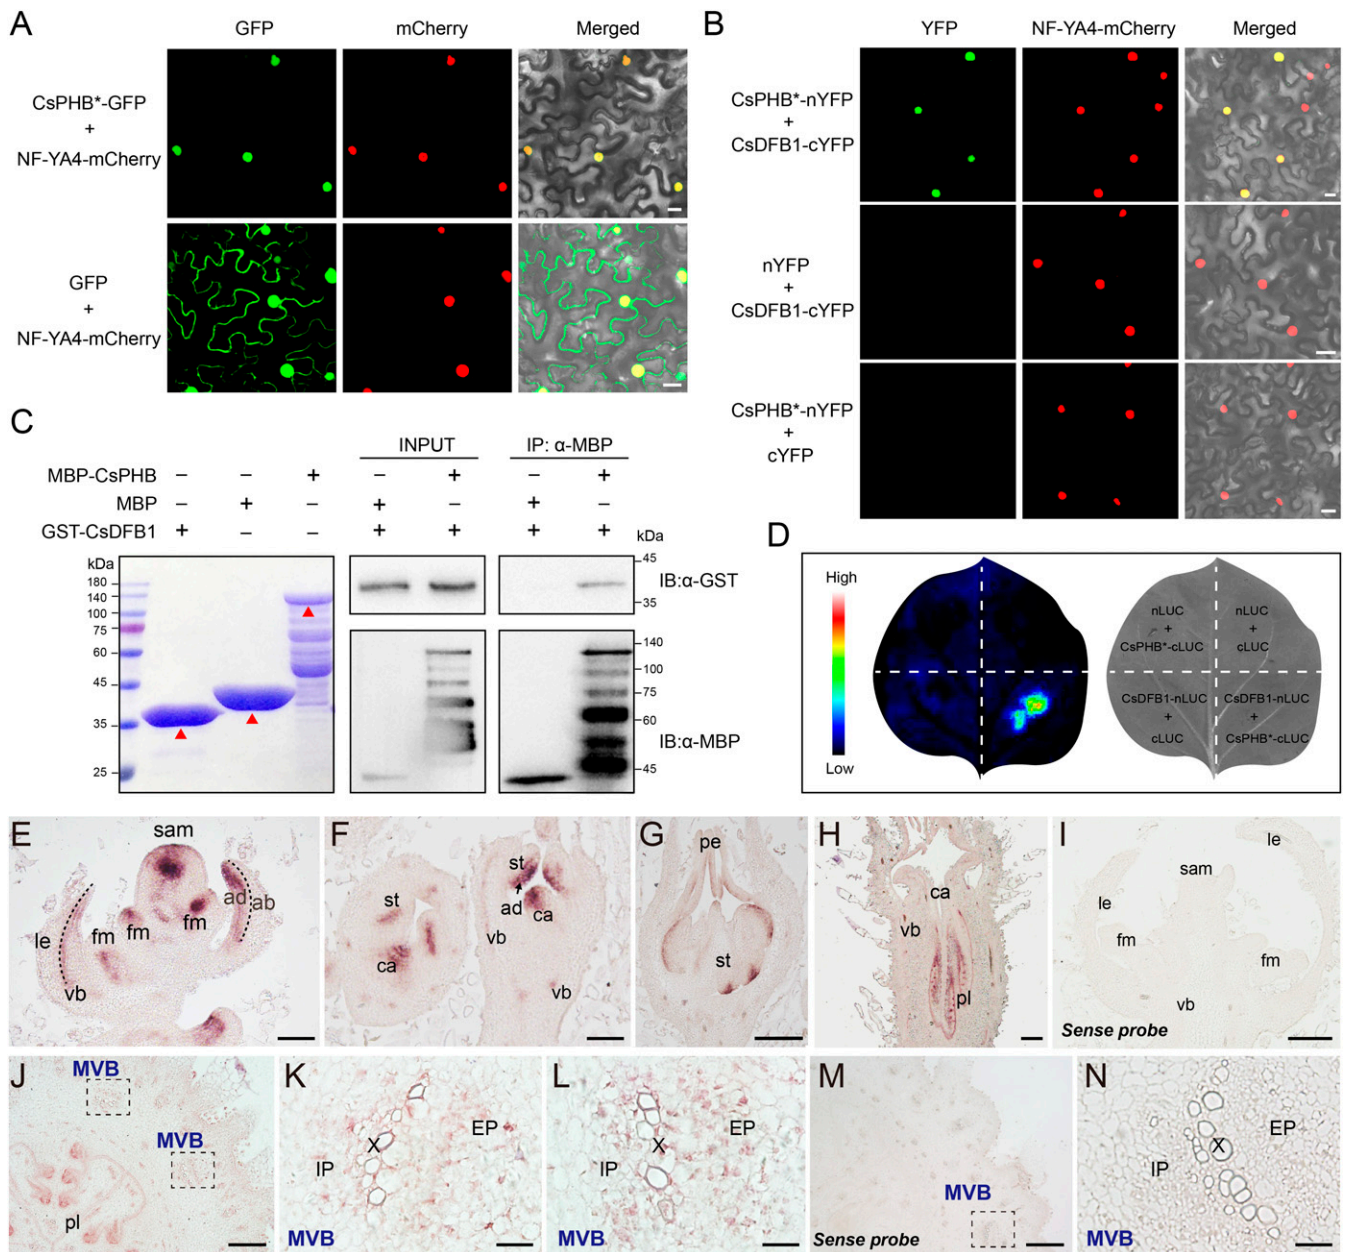 A
GFP
mCherry
Merged
CsPHB*-GFP
+
NF-YA4-mCherry
GFP
+
NF-YA4-mCherry
B
YFP
NF-YA4-mCherry
Merged
CsPHB*-nYFP
+
CsDFB1-cYFP
nYFP
+
CsDFB1-cYFP
CsPHB*-nYFP
+
cYFP
C
INPUT
IP: α-MBP
MBP-CsPHB – – + – + – +
MBP – + – + – + –
GST-CsDFB1 + – – + + + +
kDa
180
140
100
75
60
45
35
25
kDa
45
35
IB:α-GST
140
100
75
60
45
IB:α-MBP
D
High
Low
nLUC
+
CsPHB*-cLUC
nLUC
+
cLUC
CsDFB1-nLUC
+
cLUC
CsDFB1-nLUC
+
CsPHB*-cLUC
E
sam
ad
ab
fm
fm
fm
le
vb
F
st
st
ad
ca
ca
vb
vb
G
pe
st
H
ca
vb
pl
I
le
sam
le
fm
fm
vb
Sense probe
J
MVB
MVB
pl
K
EP
X
IP
MVB
L
EP
X
IP
MVB
M
MVB
Sense probe
N
X
EP
IP
MVB